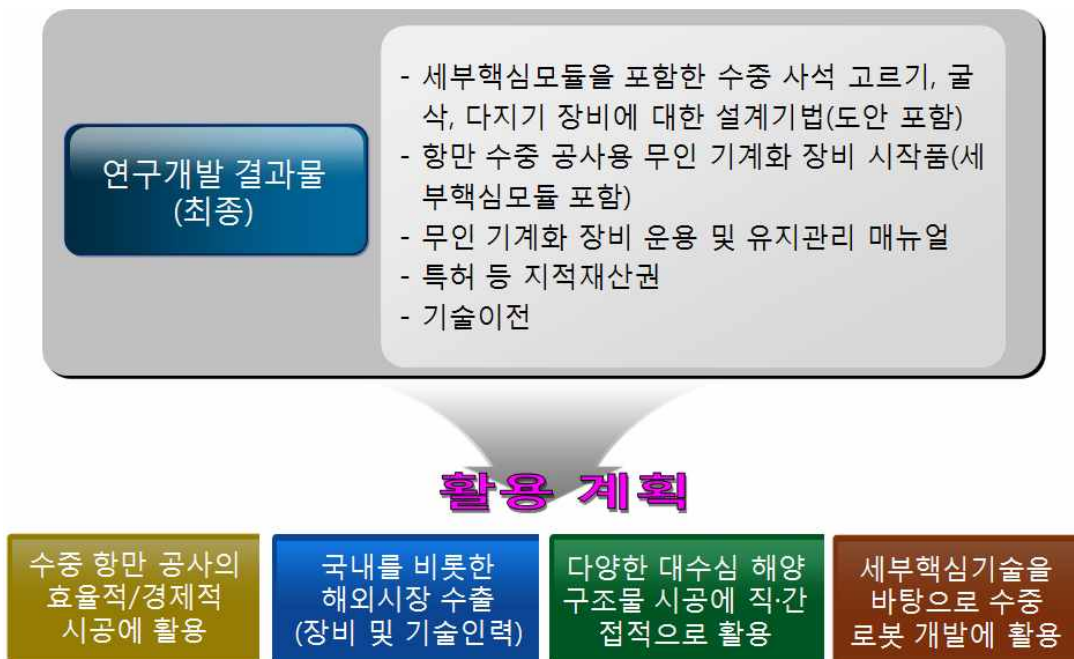 연구개발 결과물
(최종)
- 세부핵심모듈을 포함한 수중 사석 고르기, 굴
삭, 다지기 장비에 대한 설계기법(도안 포함)
- 항만 수중 공사용 무인 기계화 장비 시작품(세
부핵심모듈 포함)
- 무인 기계화 장비 운용 및 유지관리 매뉴얼
- 특허 등 지적재산권
- 기술이전
활용 계획
수중 항만 공사의
효율적/경제적
시공에 활용
국내를 비롯한
해외시장 수출
(장비 및 기술인력)
다양한 대수심 해양
구조물 시공에 직·간
접적으로 활용
세부핵심기술을
바탕으로 수중
로봇 개발에 활용